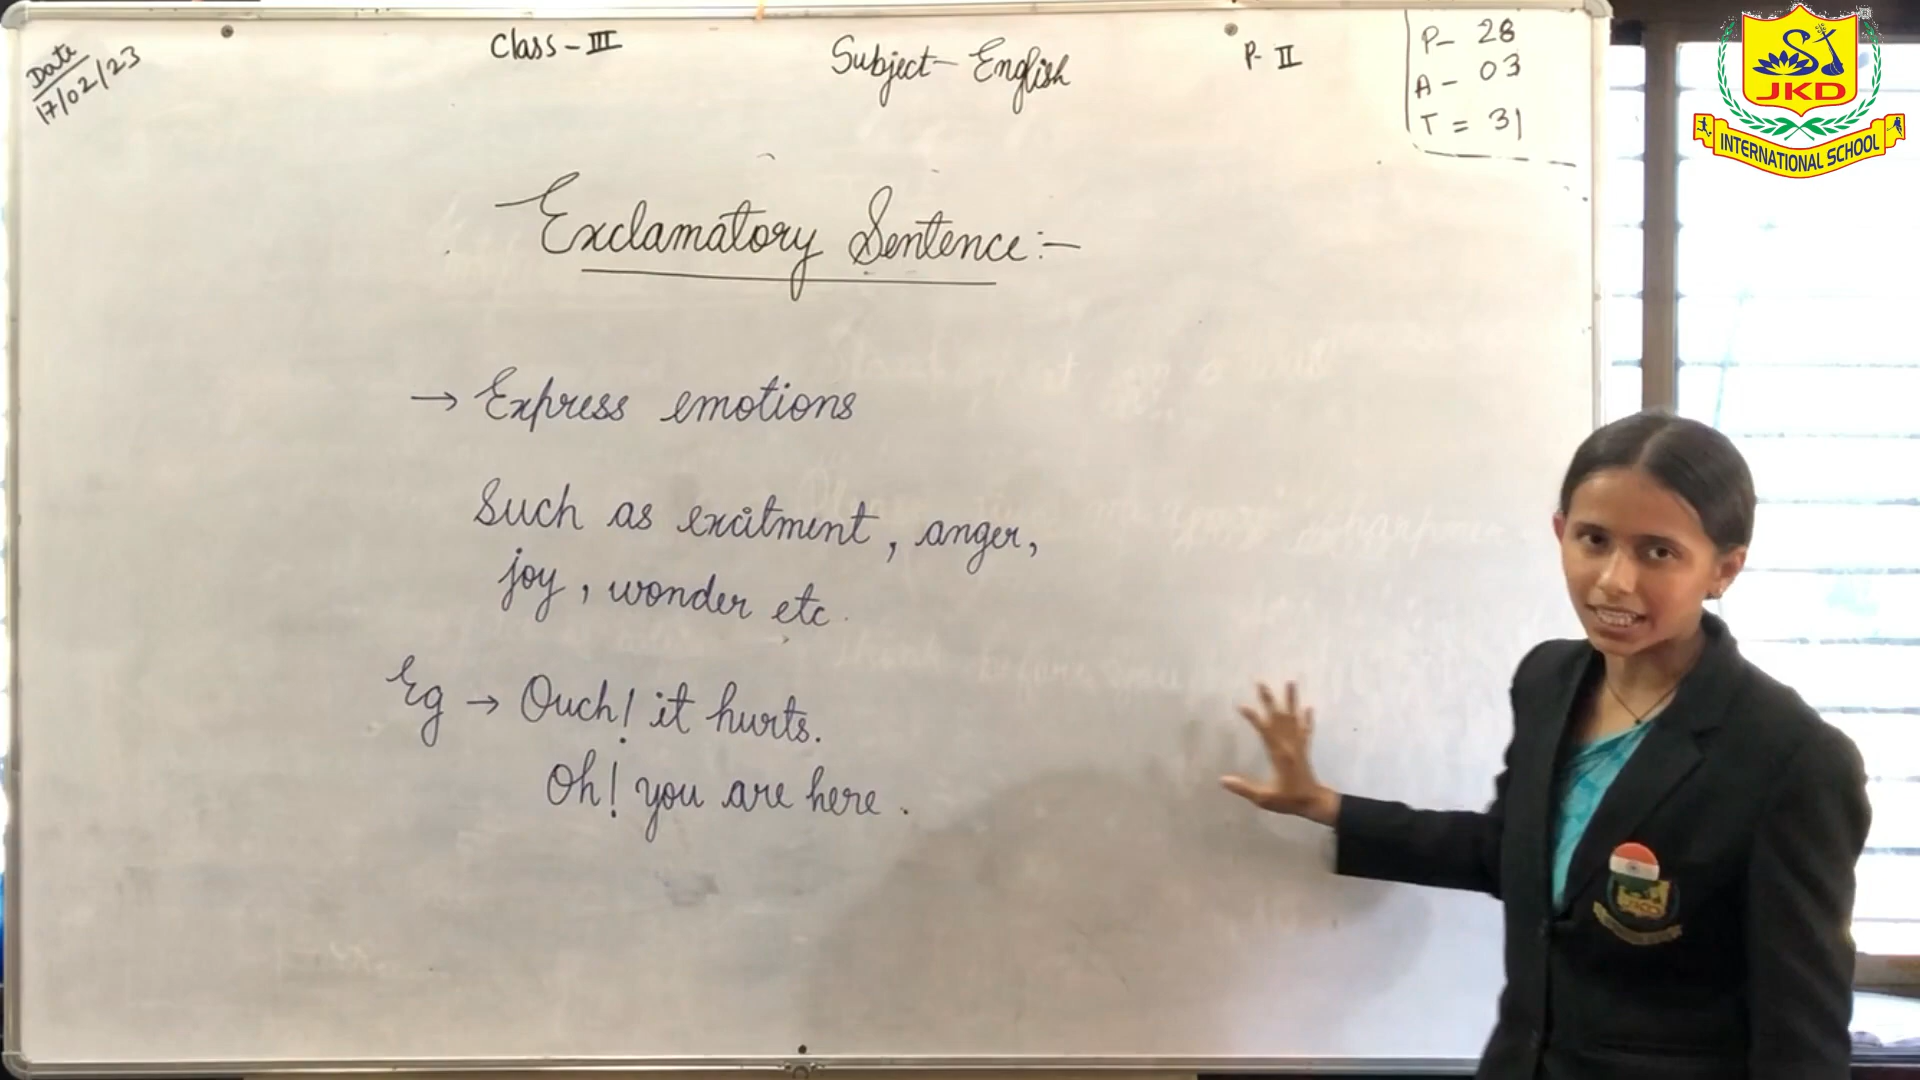 Date
17/02/23
Class - III
Subject - English
P - II
P - 28
A - 03
T = 31
JKD
INTERNATIONAL SCHOOL
Exclamatory Sentence:-
→ Express emotions
Such as excitment, anger,
joy, wonder etc.
Eg → Ouch! it hurts.
Oh! you are here.